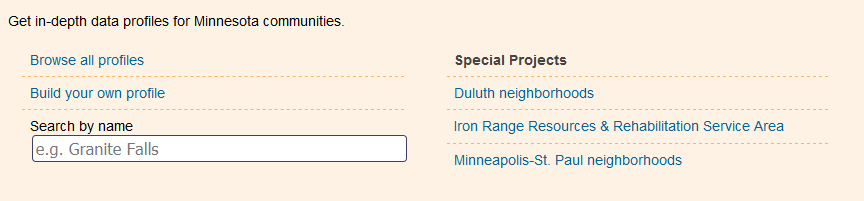 Get in-depth data profiles for Minnesota communities.
Browse all profiles
Build your own profile
Search by name
e.g. Granite Falls
Special Projects
Duluth neighborhoods
Iron Range Resources & Rehabilitation Service Area
Minneapolis-St. Paul neighborhoods